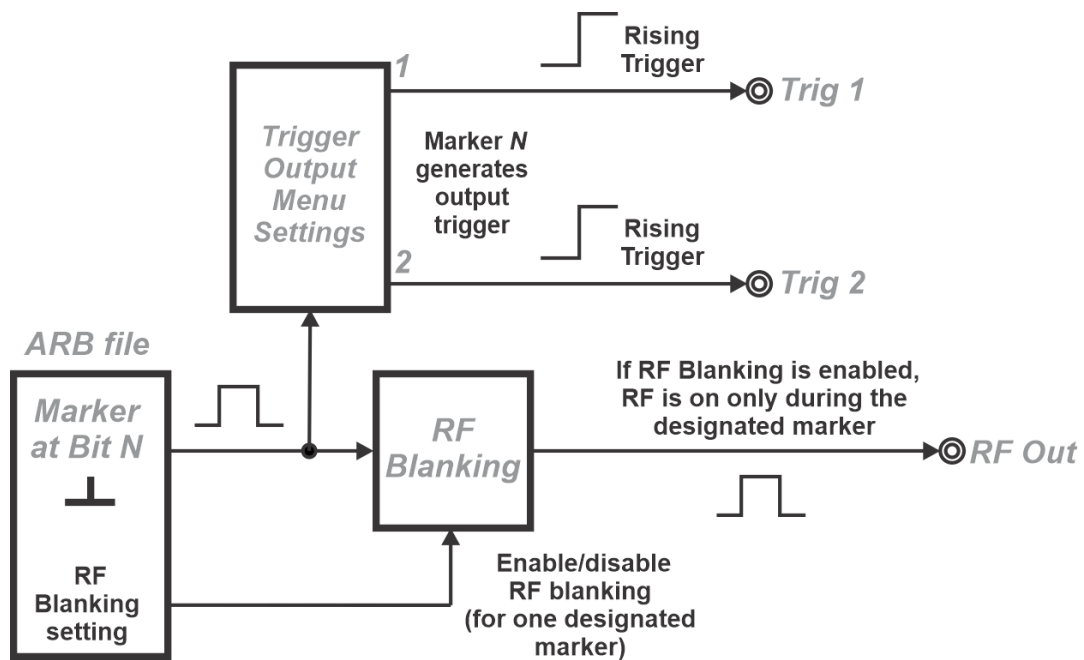 1
Rising
Trigger
Trig 1
Trigger
Output
Menu
Settings
Marker N
generates
output
trigger
2
Rising
Trigger
Trig 2
ARB file
Marker
at Bit N
RF
Blanking
setting
RF
Blanking
If RF Blanking is enabled,
RF is on only during the
designated marker
RF Out
Enable/disable
RF blanking
(for one designated
marker)